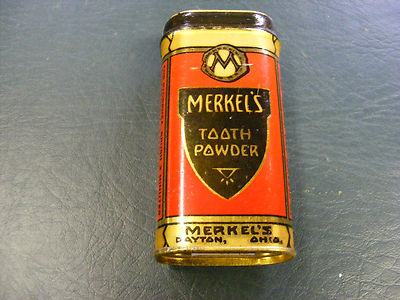 M
MERKEL'S
TOOTH
POWDER
MERKEL'S
DAYTON, OHIO.